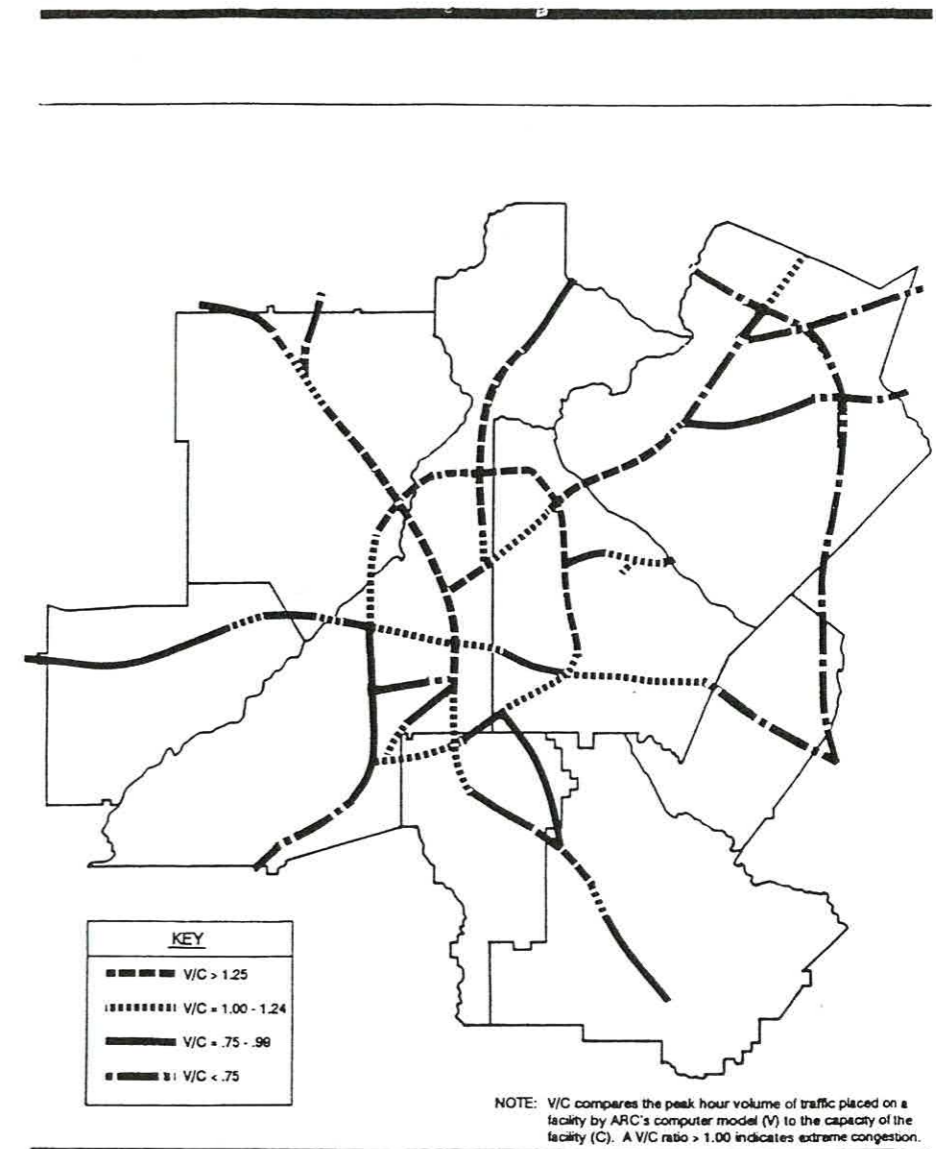 KEY
V/C > 1.25
V/C = 1.00 - 1.24
V/C = .75 - .99
V/C < .75
NOTE: V/C compares the peak hour volume of traffic placed on a
facility by ARC's computer model (V) to the capacity of the
facility (C). A V/C ratio > 1.00 indicates extreme congestion.